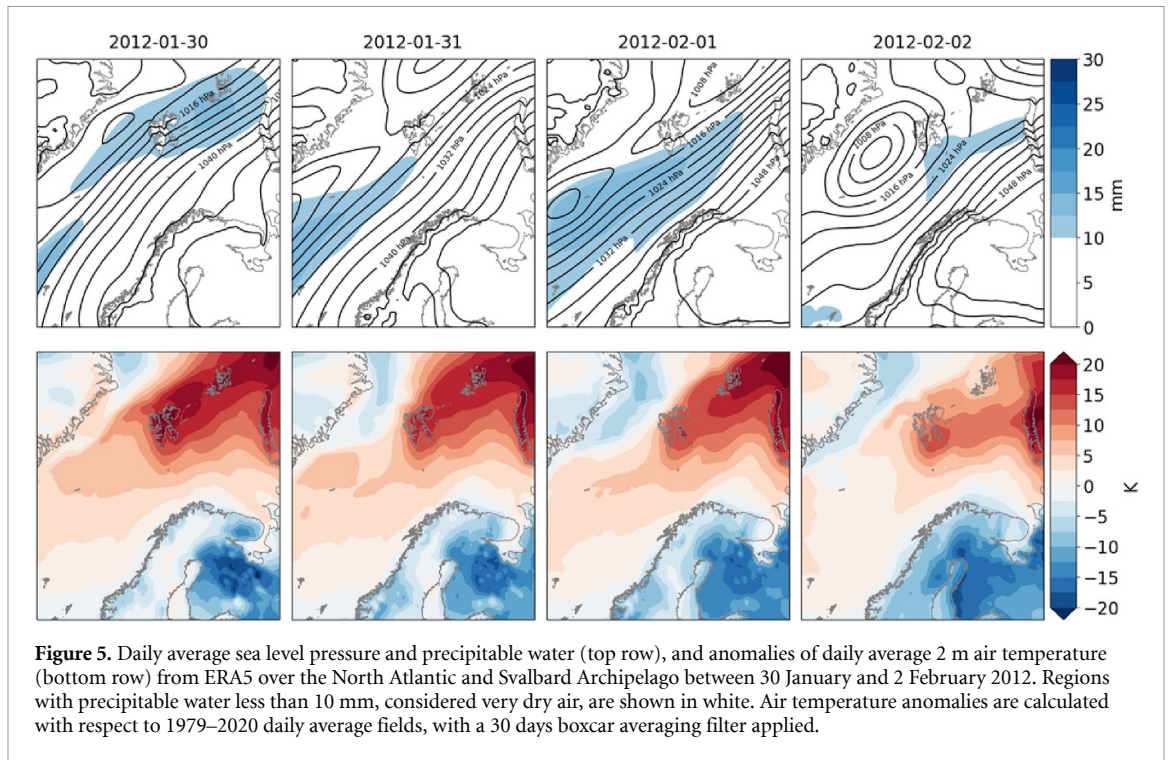 2012-01-30 2012-01-31 2012-02-01 2012-02-02
1016 hPa
1040 hPa
1024 hPa
1032 hPa
1040 hPa
1008 hPa
1016 hPa
1024 hPa
1048 hPa
1032 hPa
1008 hPa
1024 hPa
1016 hPa
1048 hPa
30
25
20
15
10
5
0
mm
20
15
10
5
0
−5
−10
−15
−20
K
Figure 5. Daily average sea level pressure and precipitable water (top row), and anomalies of daily average 2 m air temperature
(bottom row) from ERA5 over the North Atlantic and Svalbard Archipelago between 30 January and 2 February 2012. Regions
with precipitable water less than 10 mm, considered very dry air, are shown in white. Air temperature anomalies are calculated
with respect to 1979–2020 daily average fields, with a 30 days boxcar averaging filter applied.